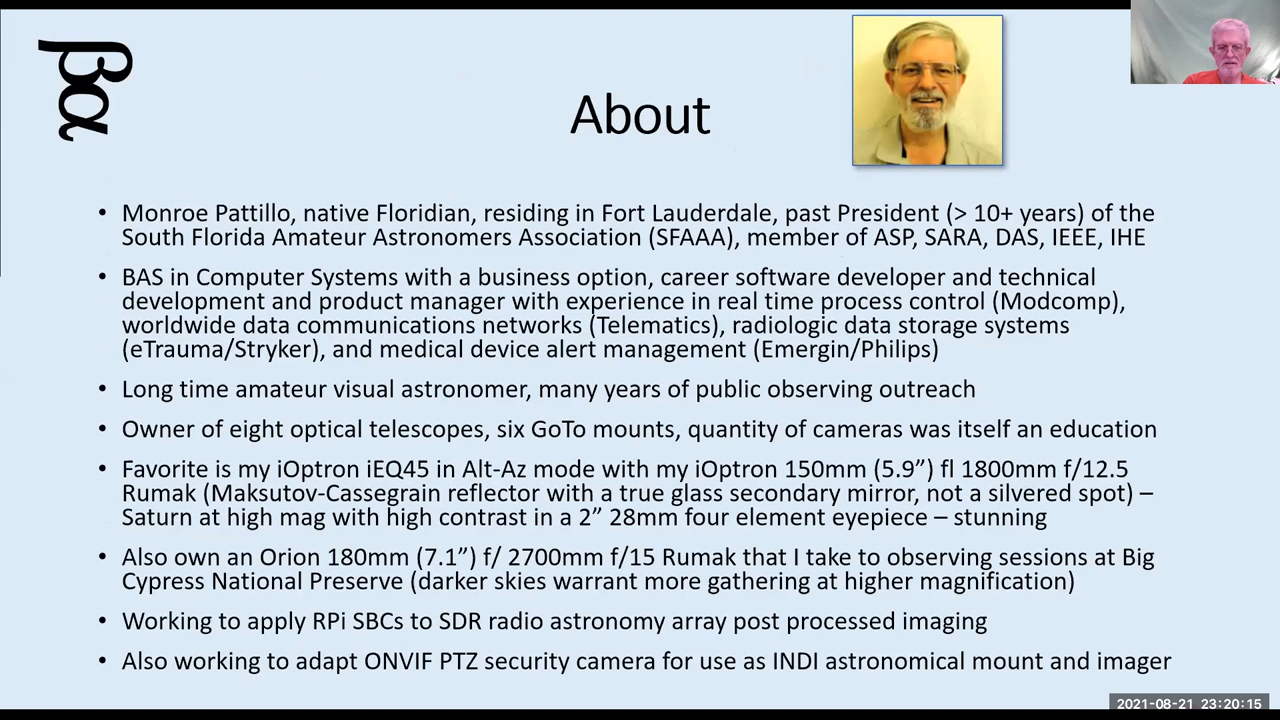 βα
About
• Monroe Pattillo, native Floridian, residing in Fort Lauderdale, past President (> 10+ years) of the
South Florida Amateur Astronomers Association (SFAAA), member of ASP, SARA, DAS, IEEE, IHE
• BAS in Computer Systems with a business option, career software developer and technical
development and product manager with experience in real time process control (Modcomp),
worldwide data communications networks (Telematics), radiologic data storage systems
(eTrauma/Stryker), and medical device alert management (Emergin/Philips)
• Long time amateur visual astronomer, many years of public observing outreach
• Owner of eight optical telescopes, six GoTo mounts, quantity of cameras was itself an education
• Favorite is my iOptron iEQ45 in Alt-Az mode with my iOptron 150mm (5.9”) fl 1800mm f/12.5
Rumak (Maksutov-Cassegrain reflector with a true glass secondary mirror, not a silvered spot) –
Saturn at high mag with high contrast in a 2” 28mm four element eyepiece – stunning
• Also own an Orion 180mm (7.1”) f/ 2700mm f/15 Rumak that I take to observing sessions at Big
Cypress National Preserve (darker skies warrant more gathering at higher magnification)
• Working to apply RPi SBCs to SDR radio astronomy array post processed imaging
• Also working to adapt ONVIF PTZ security camera for use as INDI astronomical mount and imager
2021-08-21 23:20:15